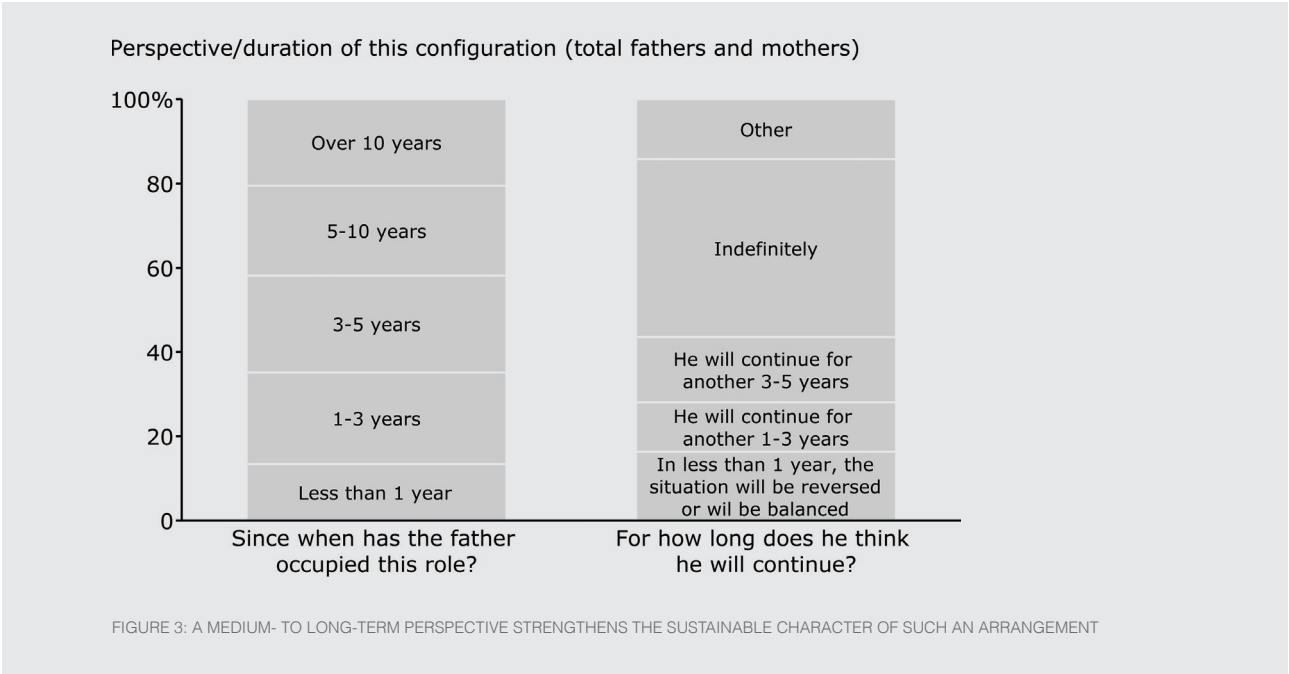 Perspective/duration of this configuration (total fathers and mothers)
100%
80
60
40
20
0
Over 10 years
5-10 years
3-5 years
1-3 years
Less than 1 year
Other
Indefinitely
He will continue for
another 3-5 years
He will continue for
another 1-3 years
In less than 1 year, the
situation will be reversed
or wil be balanced
Since when has the father
occupied this role?
For how long does he think
he will continue?
FIGURE 3: A MEDIUM- TO LONG-TERM PERSPECTIVE STRENGTHENS THE SUSTAINABLE CHARACTER OF SUCH AN ARRANGEMENT